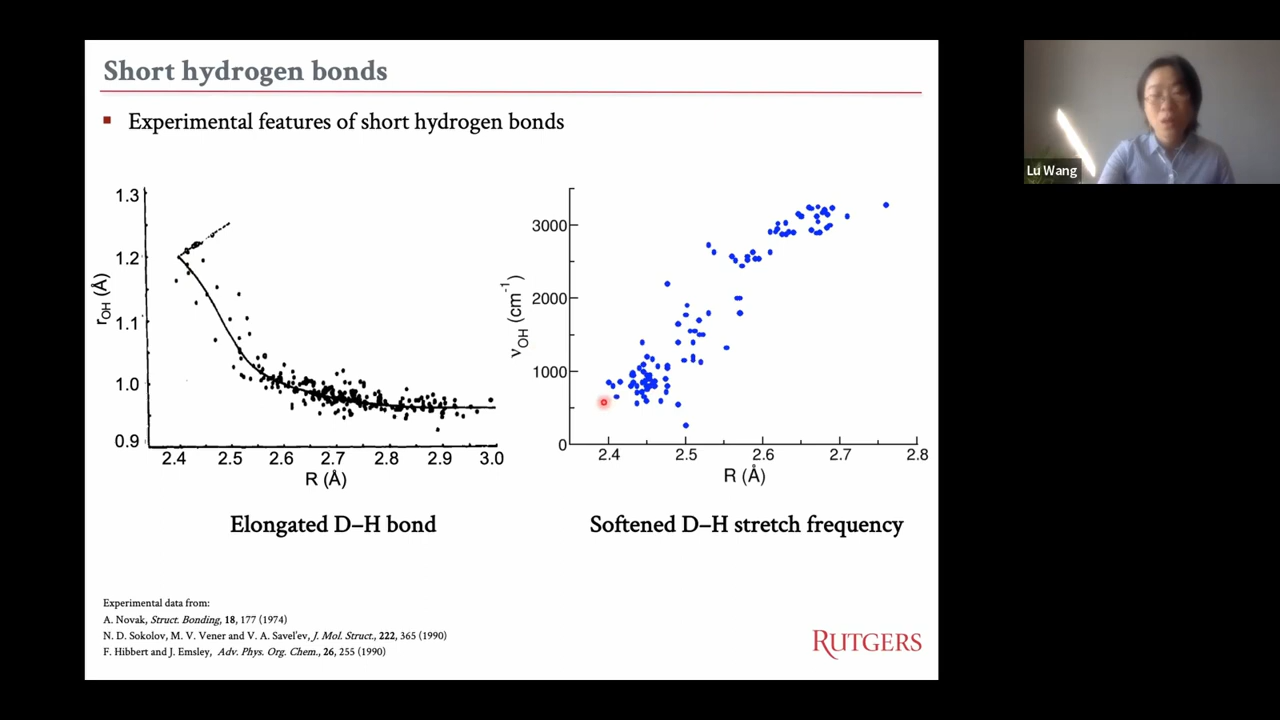 Short hydrogen bonds
Experimental features of short hydrogen bonds
1.3
1.2
1.1
1.0
0.9
rOH (Å)
2.4 2.5 2.6 2.7 2.8 2.9 3.0
R (Å)
Elongated D–H bond
3000
2000
1000
0
νOH (cm-1)
2.4 2.5 2.6 2.7 2.8
R (Å)
Softened D–H stretch frequency
Experimental data from:
A. Novak, Struct. Bonding, 18, 177 (1974)
N. D. Sokolov, M. V. Vener and V. A. Savel'ev, J. Mol. Struct., 222, 365 (1990)
F. Hibbert and J. Emsley, Adv. Phys. Org. Chem., 26, 255 (1990)
RUTGERS
Lu Wang